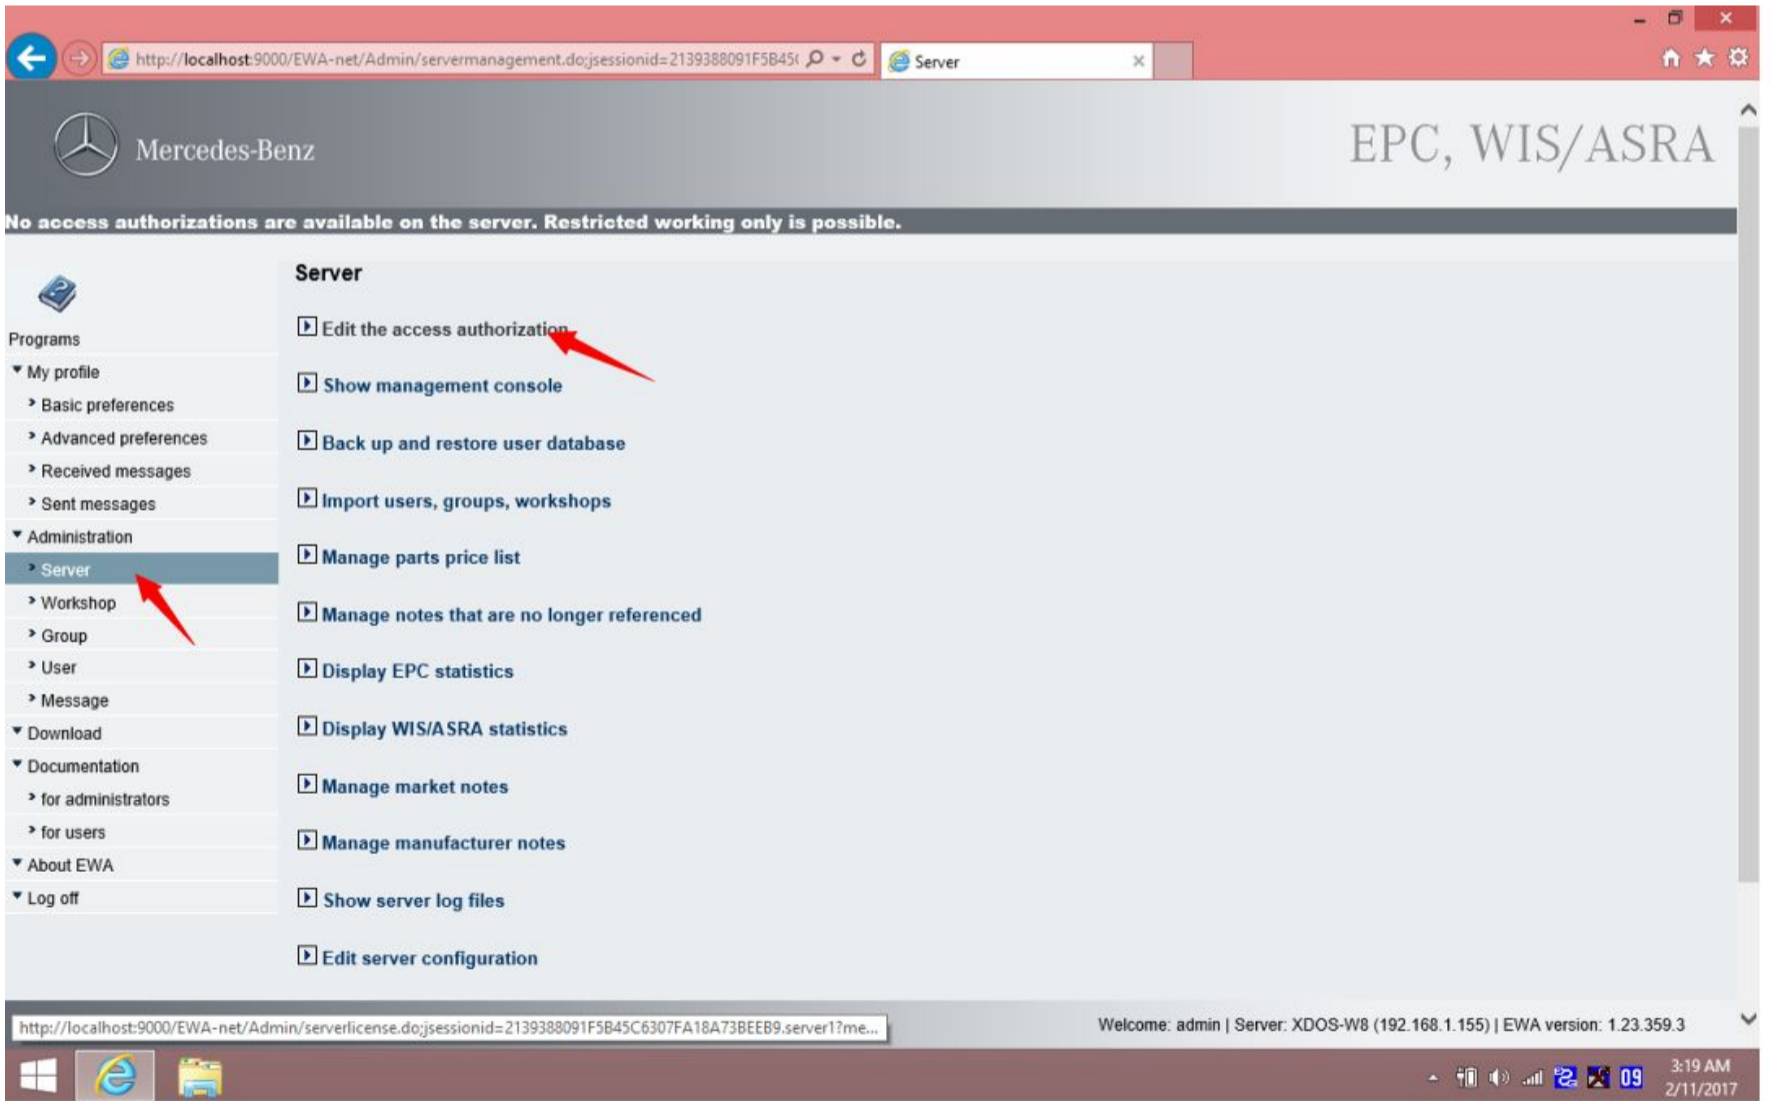 http://localhost:9000/EWA-net/Admin/servermanagement.do;jsessionid=2139388091F5B45(
Server
Mercedes-Benz
EPC, WIS/ASRA
No access authorizations are available on the server. Restricted working only is possible.
Programs
My profile
Basic preferences
Advanced preferences
Received messages
Sent messages
Administration
Server
Workshop
Group
User
Message
Download
Documentation
for administrators
for users
About EWA
Log off
Server
Edit the access authorization
Show management console
Back up and restore user database
Import users, groups, workshops
Manage parts price list
Manage notes that are no longer referenced
Display EPC statistics
Display WIS/ASRA statistics
Manage market notes
Manage manufacturer notes
Show server log files
Edit server configuration
http://localhost:9000/EWA-net/Admin/serverlicense.do;jsessionid=2139388091F5B45C6307FA18A73BEEB9.server1?me...
Welcome: admin | Server: XDOS-W8 (192.168.1.155) | EWA version: 1.23.359.3
09
3:19 AM
2/11/2017